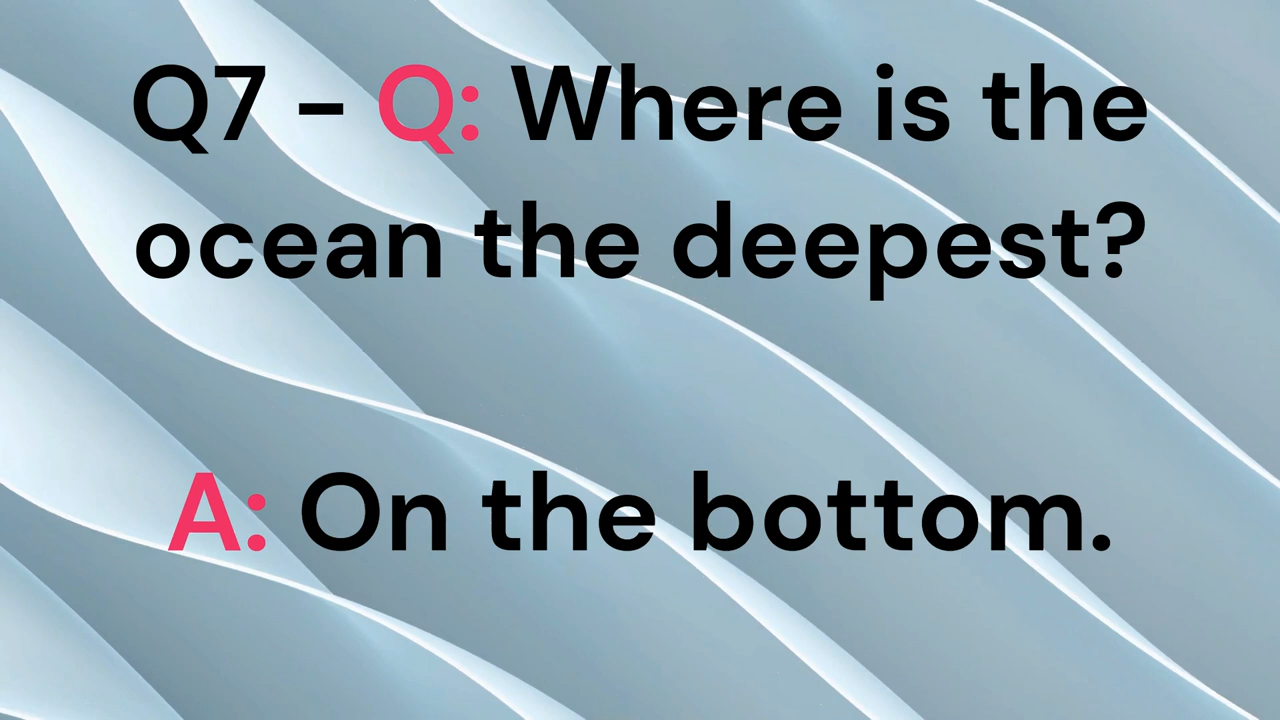 Q7 – Q: Where is the
ocean the deepest?
A: On the bottom.